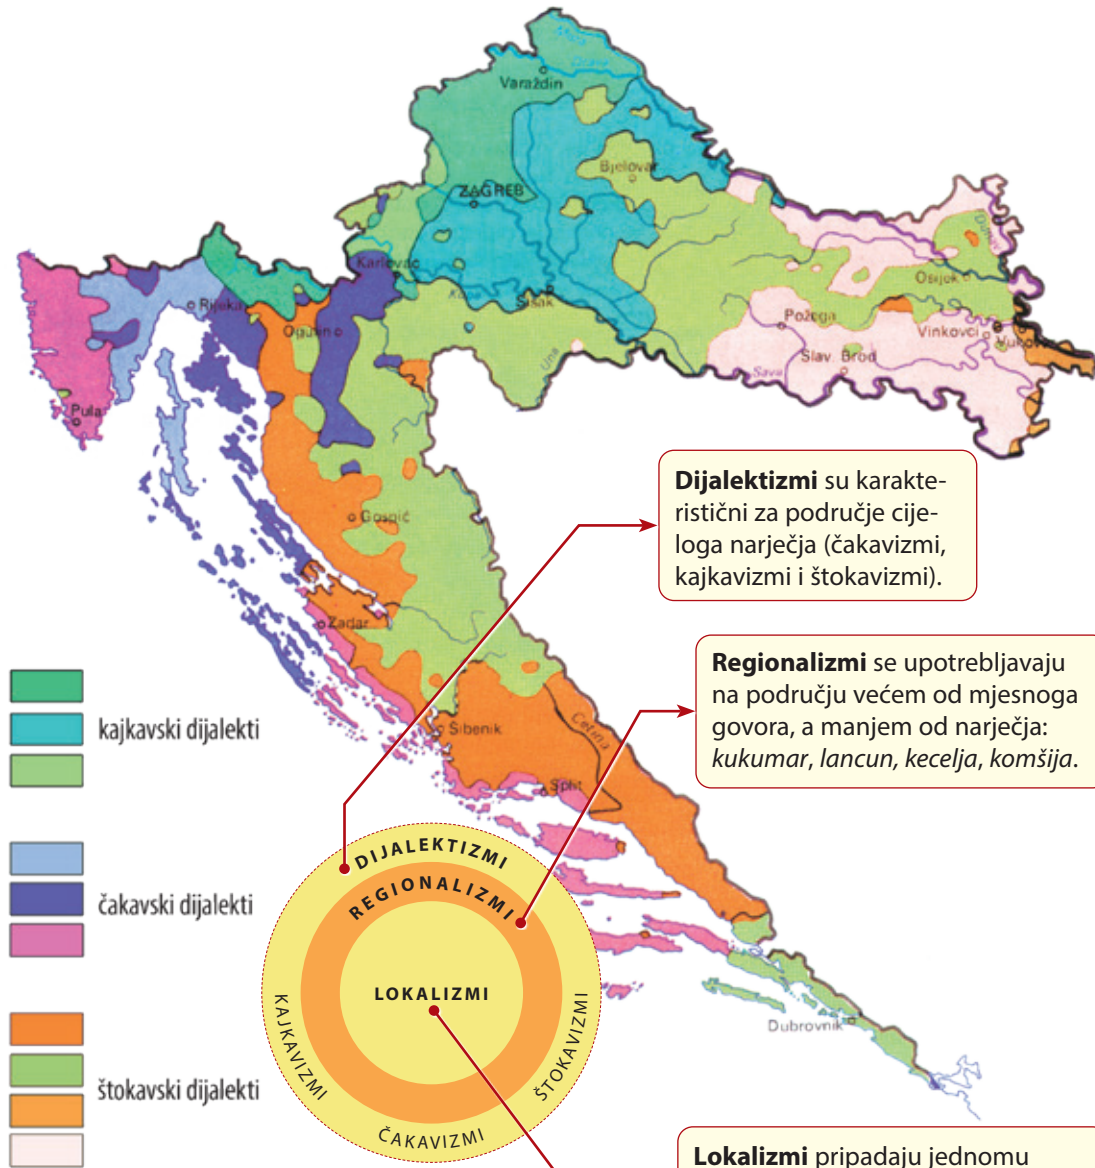 Varaždin
Bjelovar
ZAGREB
Karlovac
Sisak
Rijeka
Ogulin
Pula
Una
Sava
Dunav
Osijek
Požega
Vinkovci
Slav. Brod
Gospić
Zadar
Šibenik
Cetina
Split
Dubrovnik
Dijalektizmi su karakte-
ristični za područje cije-
loga narječja (čakavizmi,
kajkavizmi i štokavizmi).
Regionalizmi se upotrebljavaju
na području većem od mjesnoga
govora, a manjem od narječja:
kukumar, lancun, kecelja, komšija.
kajkavski dijalekti
čakavski dijalekti
štokavski dijalekti
DIJALEKTIZMI
REGIONALIZMI
LOKALIZMI
KAJKAVIZMI
ČAKAVIZMI
ŠTOKAVIZMI
Lokalizmi pripadaju jednomu